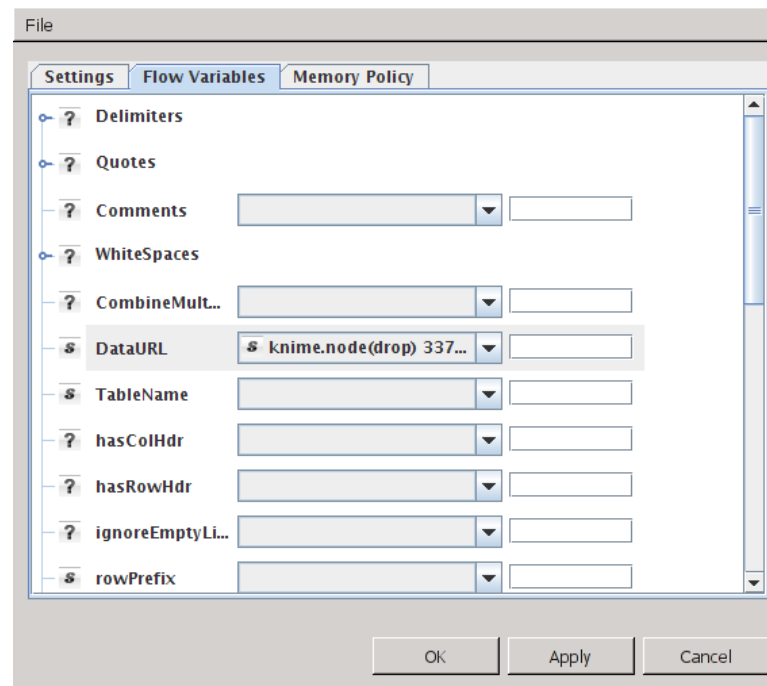 File
Settings Flow Variables Memory Policy
? Delimiters
? Quotes
? Comments
? WhiteSpaces
? CombineMult...
s DataURL s knime.node(drop) 337...
s TableName
? hasColHdr
? hasRowHdr
? ignoreEmptyLi...
s rowPrefix
OK Apply Cancel